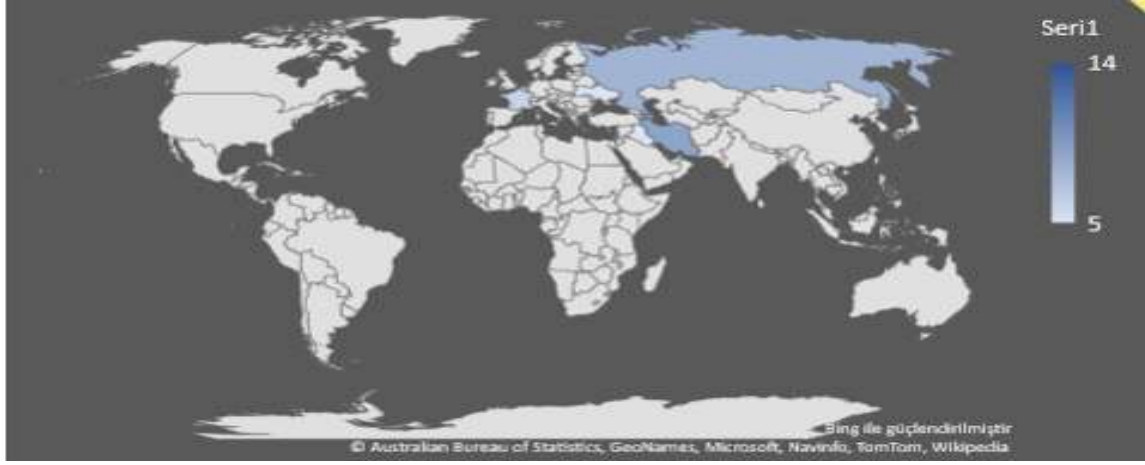 Seri1
14
5
Bing ile güçlendirilmiştir
© Australian Bureau of Statistics, GeoNames, Microsoft, Navinfo, TomTom, Wikipedia